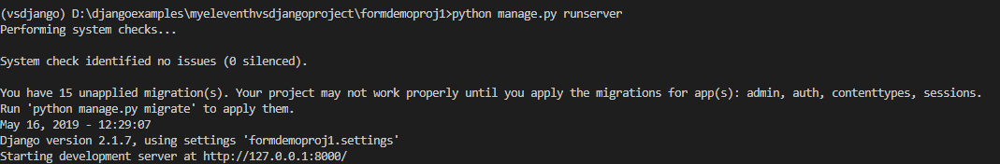 (vsdjango) D:\djangoexamples\myeleventhvsdjangoproject\formdemoproj1>python manage.py runserver
Performing system checks...
System check identified no issues (0 silenced).
You have 15 unapplied migration(s). Your project may not work properly until you apply the migrations for app(s): admin, auth, contenttypes, sessions.
Run 'python manage.py migrate' to apply them.
May 16, 2019 - 12:29:07
Django version 2.1.7, using settings 'formdemoproj1.settings'
Starting development server at http://127.0.0.1:8000/